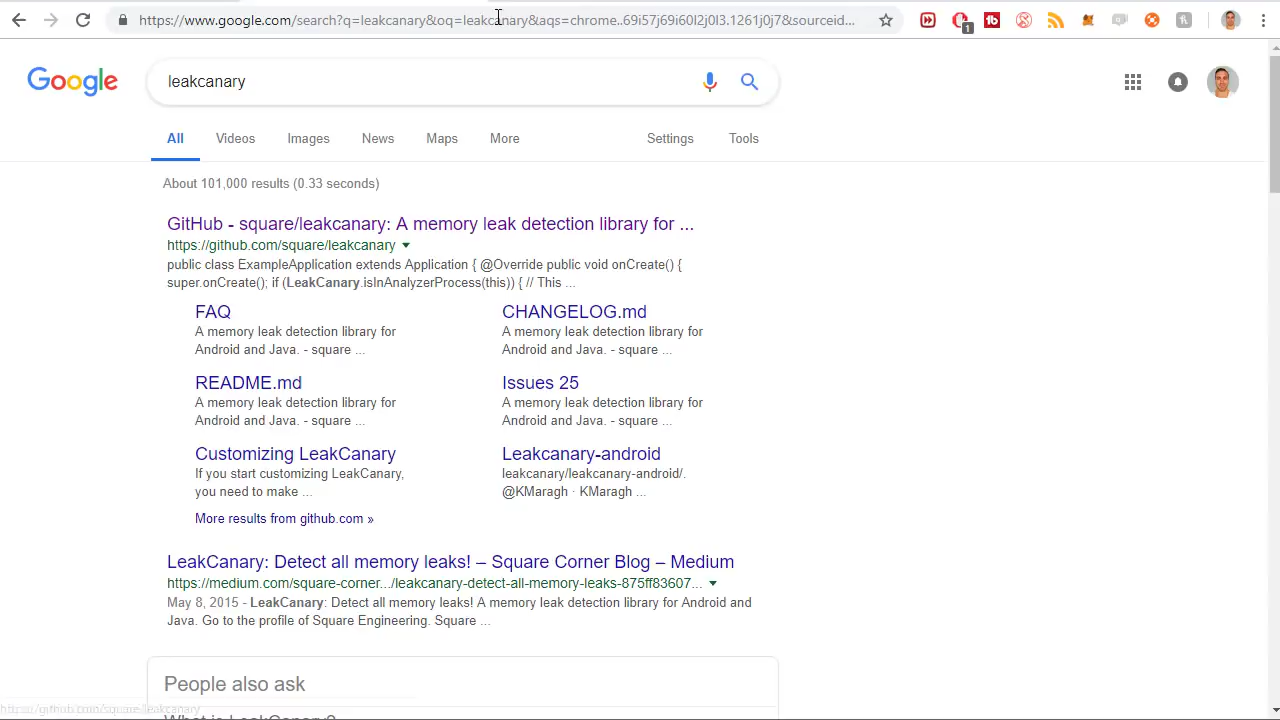 https://www.google.com/search?q=leakcanary&oq=leakcanary&aqs=chrome..69i57j69i60l2j0l3.1261j0j7&sourceid...
1
Google
leakcanary
All Videos Images News Maps More Settings Tools
About 101,000 results (0.33 seconds)
GitHub - square/leakcanary: A memory leak detection library for ...
https://github.com/square/leakcanary
public class ExampleApplication extends Application { @Override public void onCreate() {
super.onCreate(); if (LeakCanary.isInAnalyzerProcess(this)) { // This ...
FAQ
A memory leak detection library for
Android and Java. - square ...
CHANGELOG.md
A memory leak detection library for
Android and Java. - square ...
README.md
A memory leak detection library for
Android and Java. - square ...
Issues 25
A memory leak detection library for
Android and Java. - square ...
Customizing LeakCanary
If you start customizing LeakCanary,
you need to make ...
Leakcanary-android
leakcanary/leakcanary-android/.
@KMaragh · KMaragh ...
More results from github.com »
LeakCanary: Detect all memory leaks! – Square Corner Blog – Medium
https://medium.com/square-corner.../leakcanary-detect-all-memory-leaks-875ff83607...
May 8, 2015 - LeakCanary: Detect all memory leaks! A memory leak detection library for Android and
Java. Go to the profile of Square Engineering. Square ...
People also ask
What is LeakCanary?
https://github.com/square/leakcanary